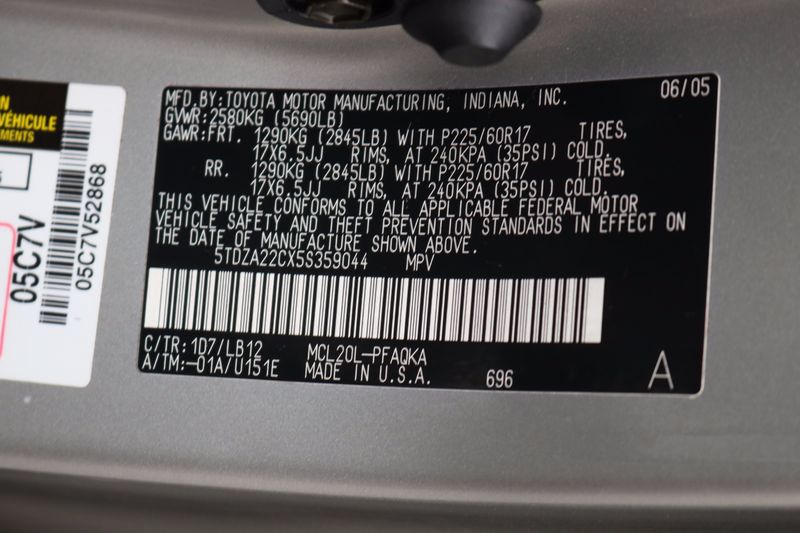 N
VÉHICULE
05C7V
05C7V52868
06/05
MFD.BY:TOYOTA MOTOR MANUFACTURING, INDIANA, INC.
GVWR:2580KG (5690LB)
GAWR:FRT. 1290KG (2845LB) WITH P225/60R17 TIRES,
17X6.5JJ RIMS, AT 240KPA (35PSI) COLD.
RR. 1290KG (2845LB) WITH P225/60R17 TIRES,
17X6.5JJ RIMS, AT 240KPA (35PSI) COLD.
THIS VEHICLE CONFORMS TO ALL APPLICABLE FEDERAL MOTOR
VEHICLE SAFETY AND THEFT PREVENTION STANDARDS IN EFFECT ON
THE DATE OF MANUFACTURE SHOWN ABOVE.
5TDZA22CX5S359044 MPV
C/TR: 1D7/LB12 MCL20L-PFAQKA
A/TM:-01A/U151E MADE IN U.S.A. 696 A